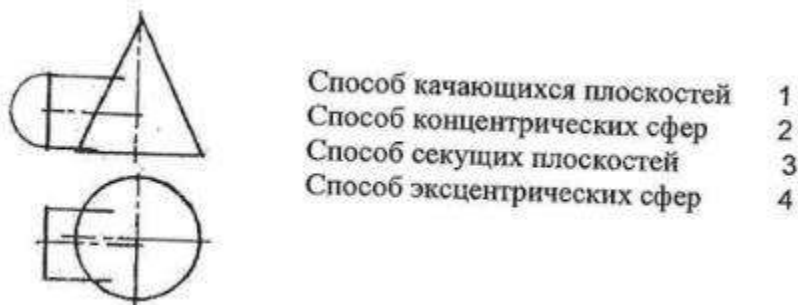 Способ качающихся плоскостей 1
Способ концентрических сфер 2
Способ секущих плоскостей 3
Способ эксцентрических сфер 4